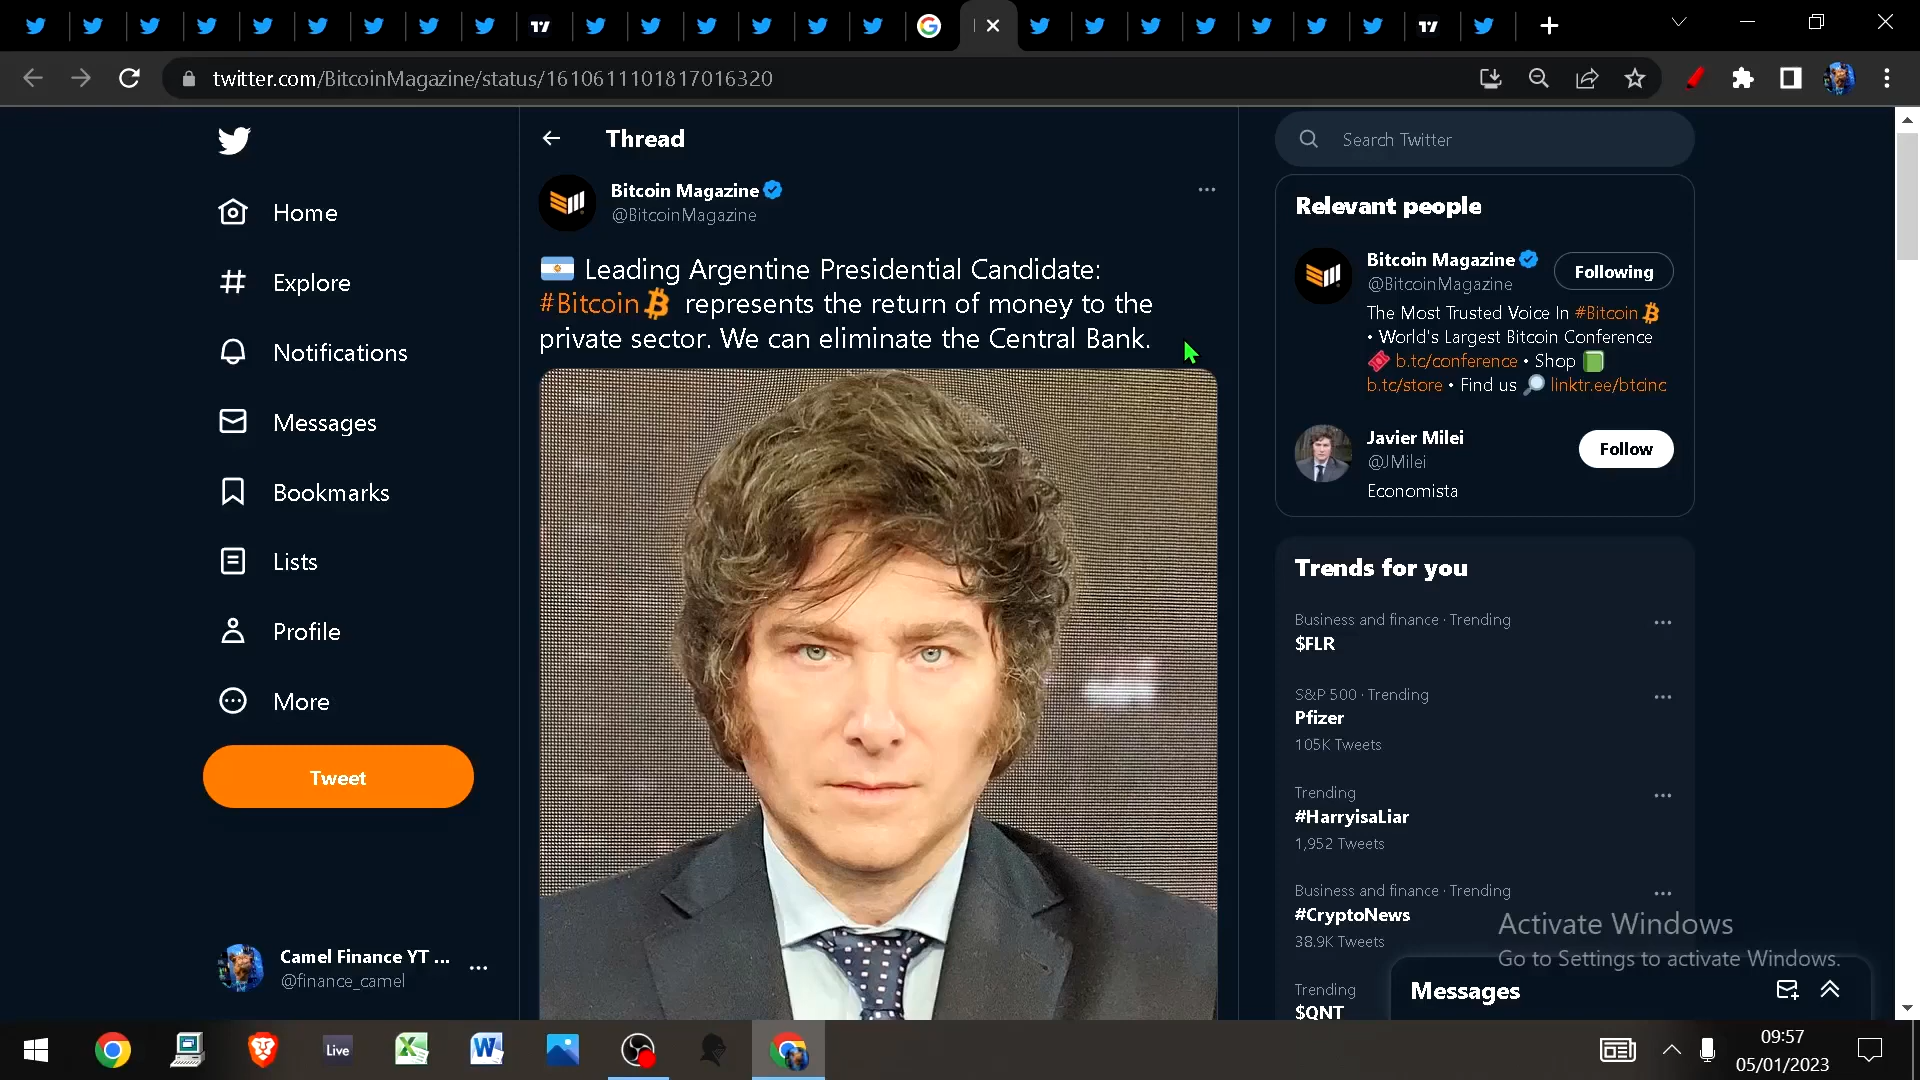 twitter.com/BitcoinMagazine/status/1610611101817016320
Home
Explore
Notifications
Messages
Bookmarks
Lists
Profile
More
Tweet
Camel Finance YT ...
@finance_camel
Thread
Bitcoin Magazine
@BitcoinMagazine
Leading Argentine Presidential Candidate:
#Bitcoin represents the return of money to the
private sector. We can eliminate the Central Bank.
Search Twitter
Relevant people
Bitcoin Magazine
@BitcoinMagazine
Following
The Most Trusted Voice In #Bitcoin
• World's Largest Bitcoin Conference
b.tc/conference • Shop
b.tc/store • Find us linktr.ee/btcinc
Javier Milei
@JMilei
Follow
Economista
Trends for you
Business and finance · Trending
$FLR
S&P 500 · Trending
Pfizer
105K Tweets
Trending
#HarryisaLiar
1,952 Tweets
Business and finance · Trending
#CryptoNews
38.9K Tweets
Trending
$QNT
Activate Windows
Go to Settings to activate Windows.
Messages
Live
09:57
05/01/2023